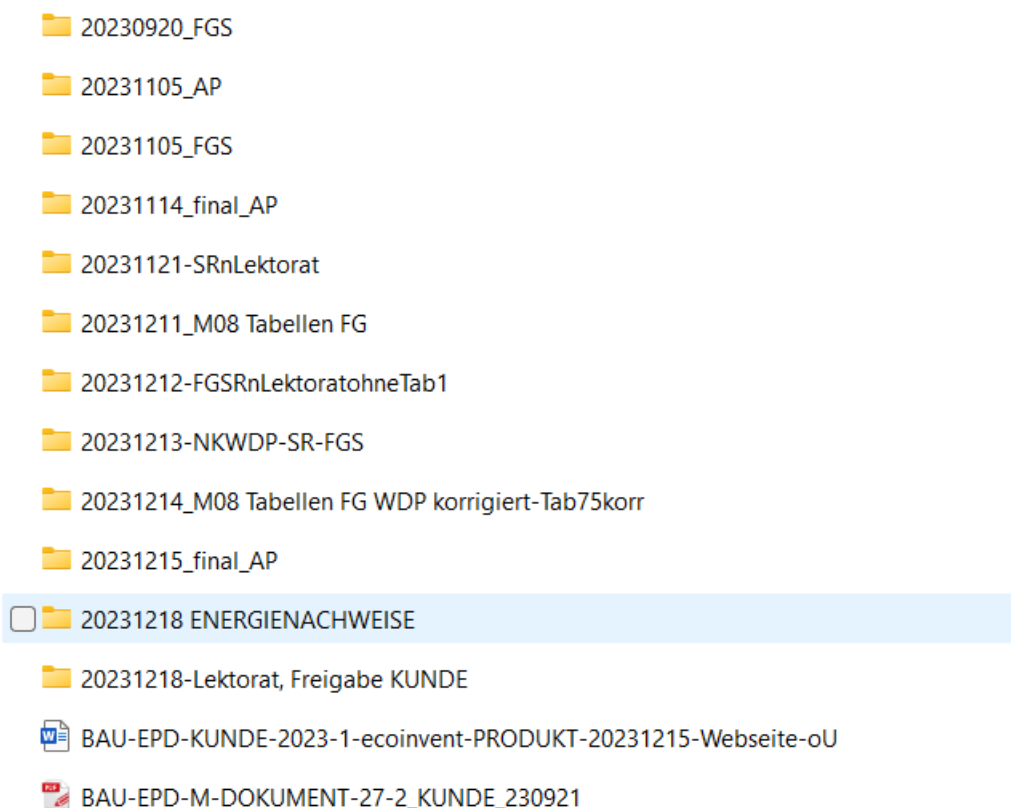 20230920_FGS
20231105_AP
20231105_FGS
20231114_final_AP
20231121-SRnLektorat
20231211_M08 Tabellen FG
20231212-FGSRnLektoratohneTab1
20231213-NKWDP-SR-FGS
20231214_M08 Tabellen FG WDP korrigiert-Tab75korr
20231215_final_AP
20231218 ENERGIENACHWEISE
20231218-Lektorat, Freigabe KUNDE
BAU-EPD-KUNDE-2023-1-ecoinvent-PRODUKT-20231215-Webseite-oU
BAU-EPD-M-DOKUMENT-27-2_KUNDE_230921